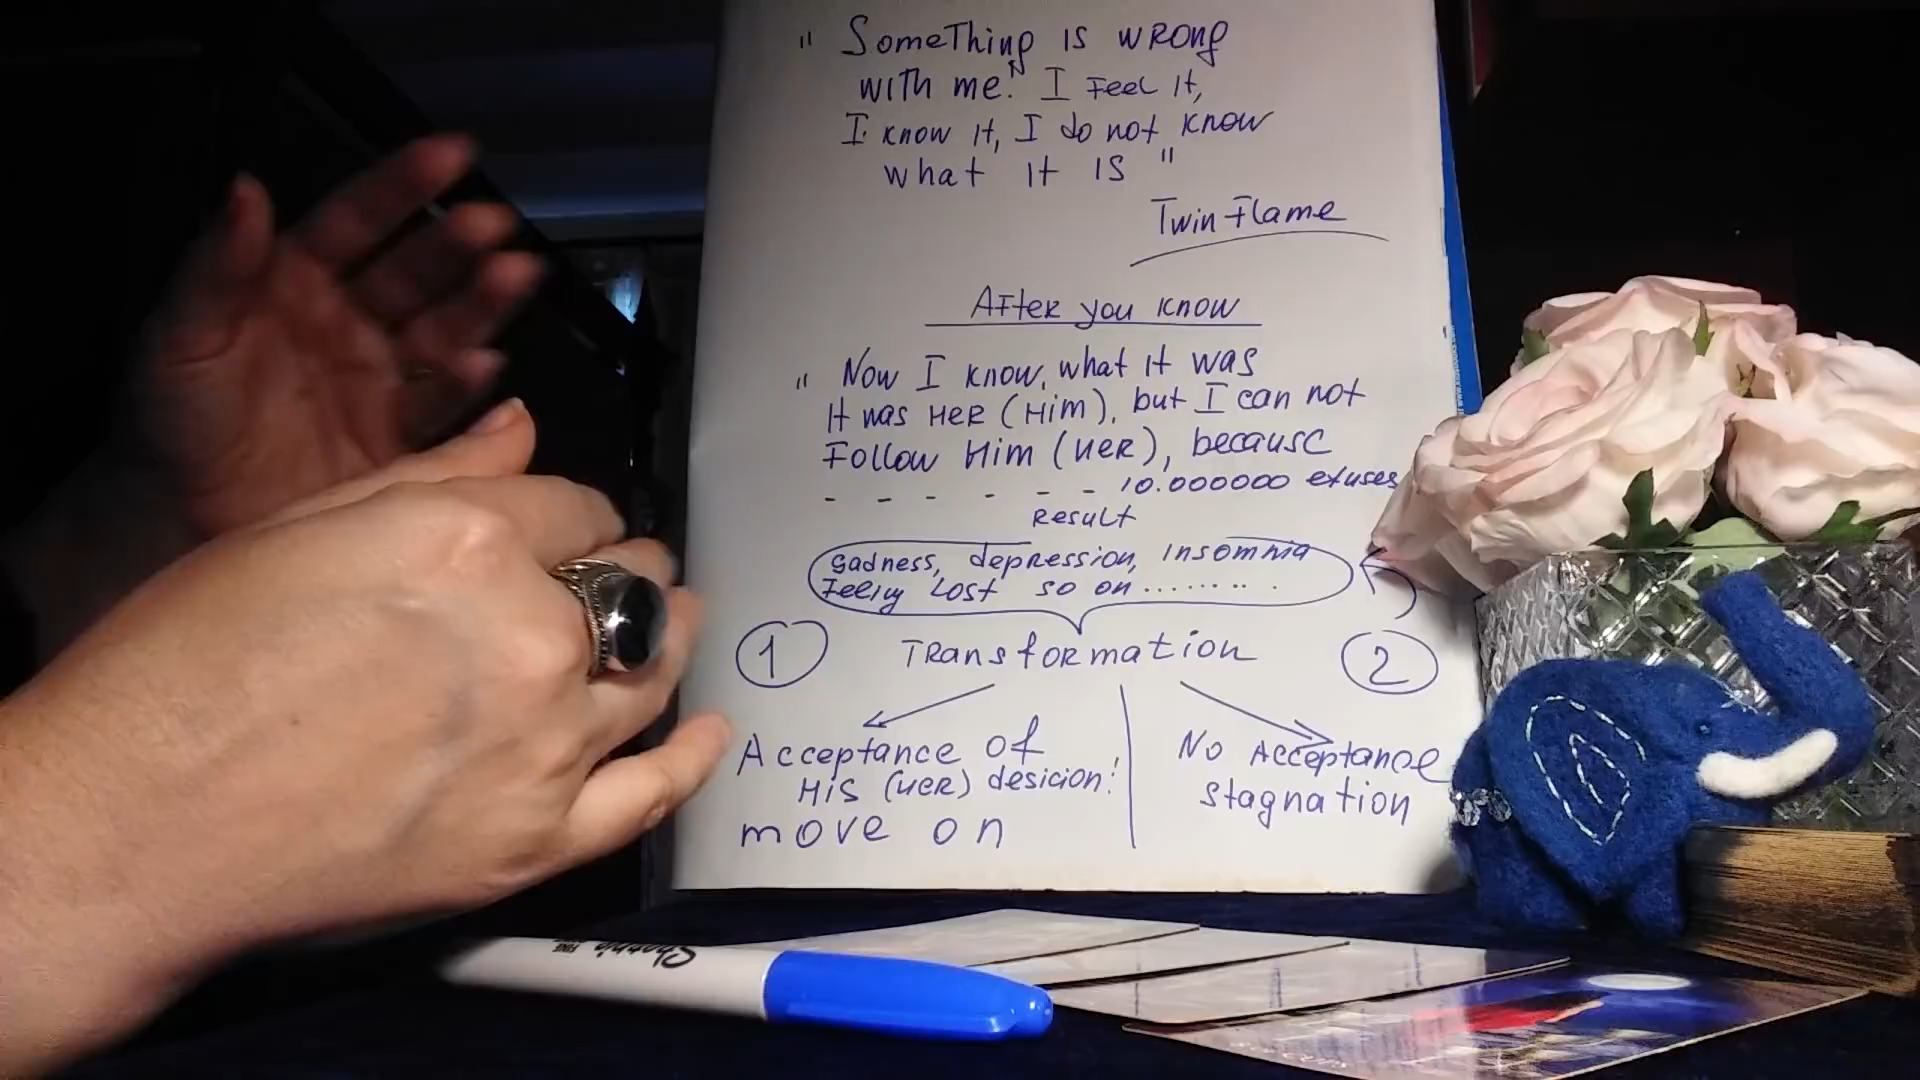 " Something is wrong
with me." I Feel it,
I know it, I do not know
what it is "
Twin Flame
After you know
" Now I know, what it was
It was Her (Him), but I can not
Follow Him (Her), because
- - - - - - 10.000000 exuses
Result
sadness, depression, insomnia
Feeliy Lost so on .........
1 Transformation 2
Acceptance of
His (Her) desicion!
move on
No Acceptance
stagnation
Sharpie
FINE